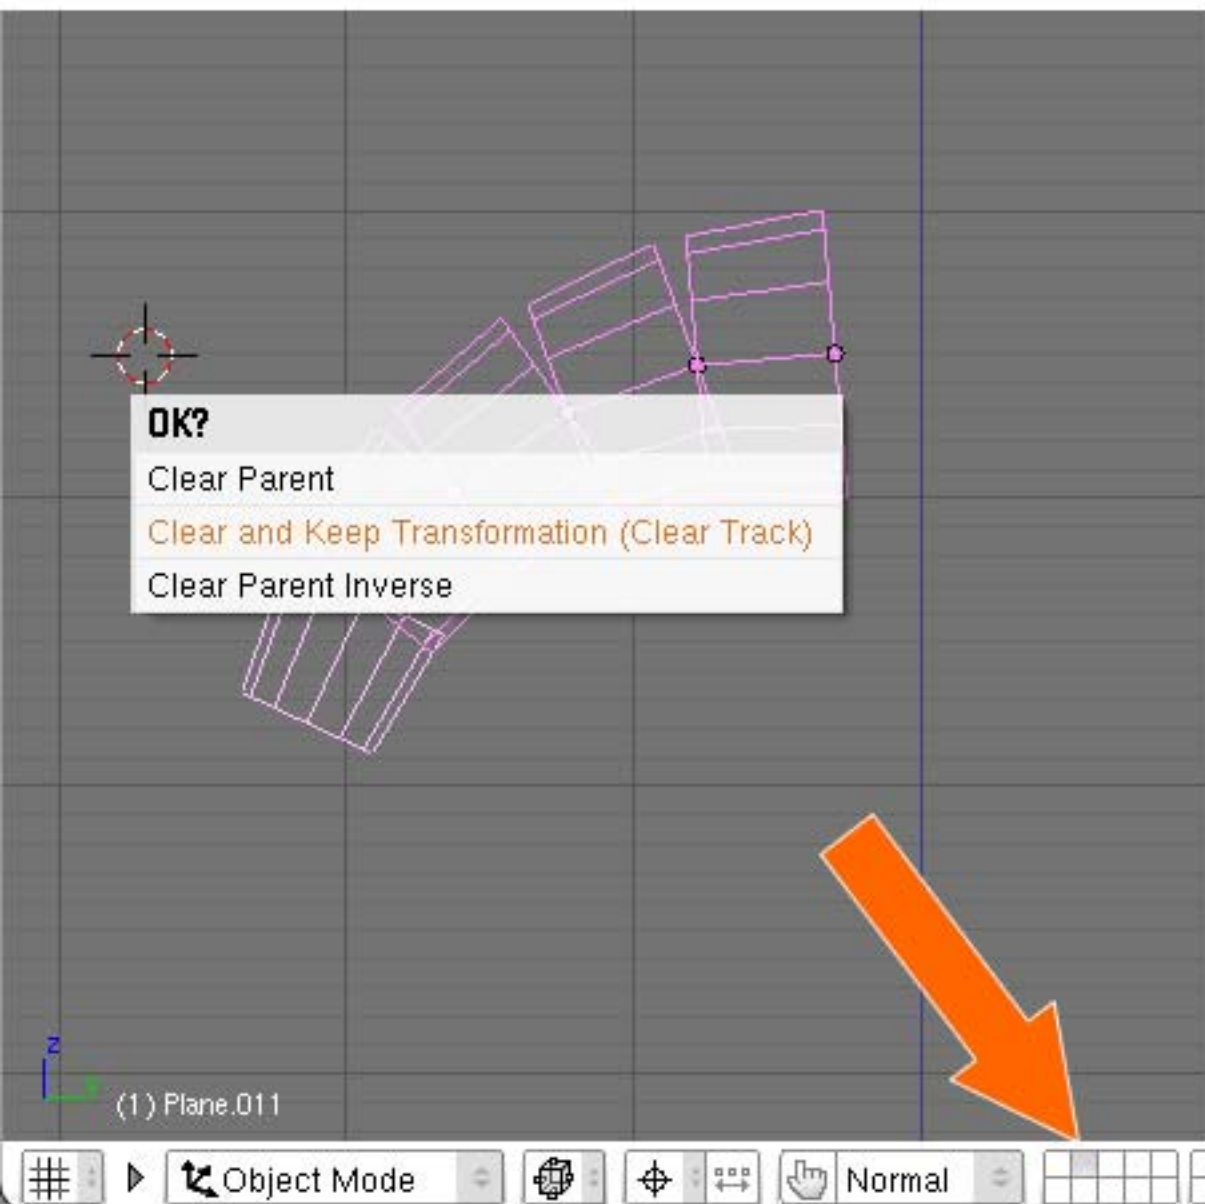 OK?
Clear Parent
Clear and Keep Transformation (Clear Track)
Clear Parent Inverse
z
(1) Plane.011
Object Mode
Normal